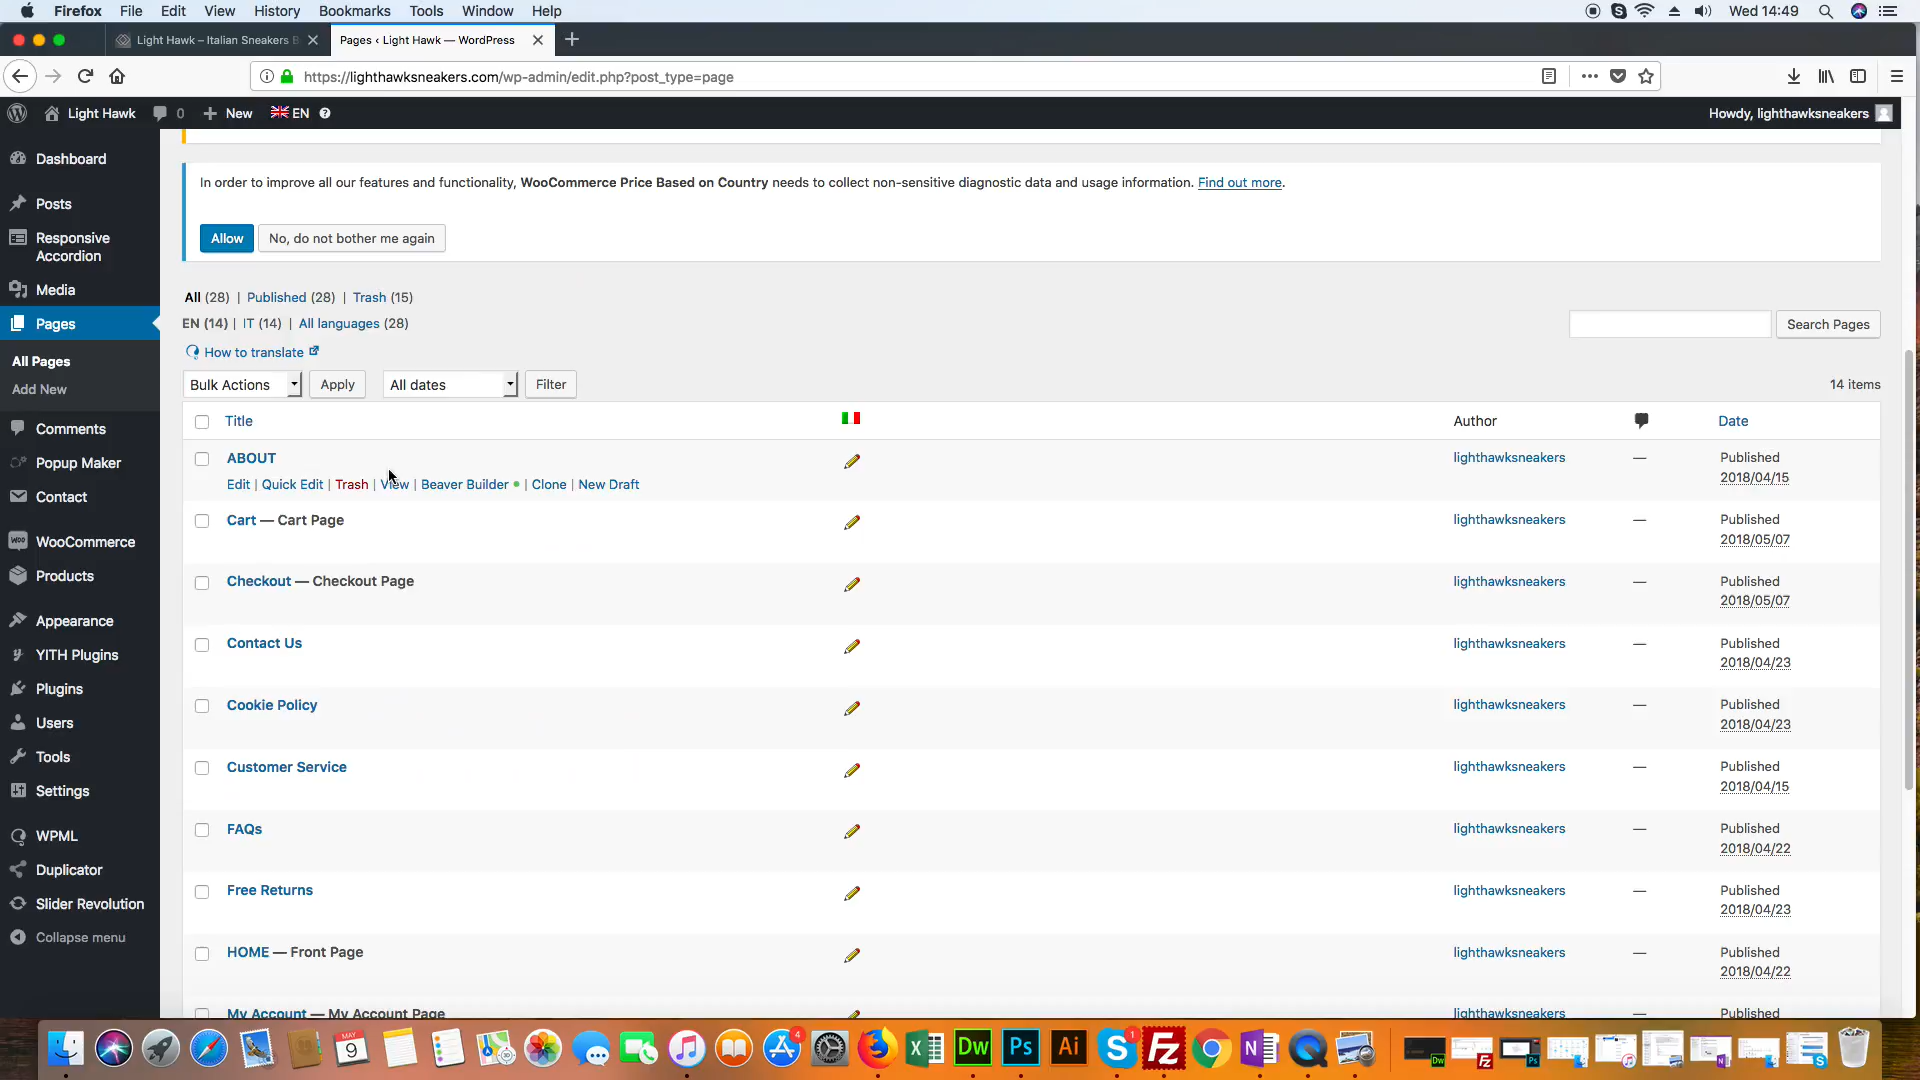 Firefox File Edit View History Bookmarks Tools Window Help Wed 14:49
Light Hawk – Italian Sneakers B Pages ‹ Light Hawk — WordPress
https://lighthawksneakers.com/wp-admin/edit.php?post_type=page
Light Hawk 0 New EN Howdy, lighthawksneakers
Dashboard
Posts
Responsive
Accordion
Media
Pages
All Pages
Add New
Comments
Popup Maker
Contact
WooCommerce
Products
Appearance
YITH Plugins
Plugins
Users
Tools
Settings
WPML
Duplicator
Slider Revolution
Collapse menu
In order to improve all our features and functionality, WooCommerce Price Based on Country needs to collect non-sensitive diagnostic data and usage information. Find out more.
Allow No, do not bother me again
All (28) | Published (28) | Trash (15)
EN (14) | IT (14) | All languages (28)
Search Pages
How to translate
Bulk Actions Apply All dates Filter 14 items
Title Author Date
ABOUT lighthawksneakers — Published
2018/04/15
Edit | Quick Edit | Trash | View | Beaver Builder | Clone | New Draft
Cart — Cart Page lighthawksneakers — Published
2018/05/07
Checkout — Checkout Page lighthawksneakers — Published
2018/05/07
Contact Us lighthawksneakers — Published
2018/04/23
Cookie Policy lighthawksneakers — Published
2018/04/23
Customer Service lighthawksneakers — Published
2018/04/15
FAQs lighthawksneakers — Published
2018/04/22
Free Returns lighthawksneakers — Published
2018/04/23
HOME — Front Page lighthawksneakers — Published
2018/04/22
My Account — My Account Page lighthawksneakers — Published
MAY
9
4
Dw Ps Ai 1 Fz N